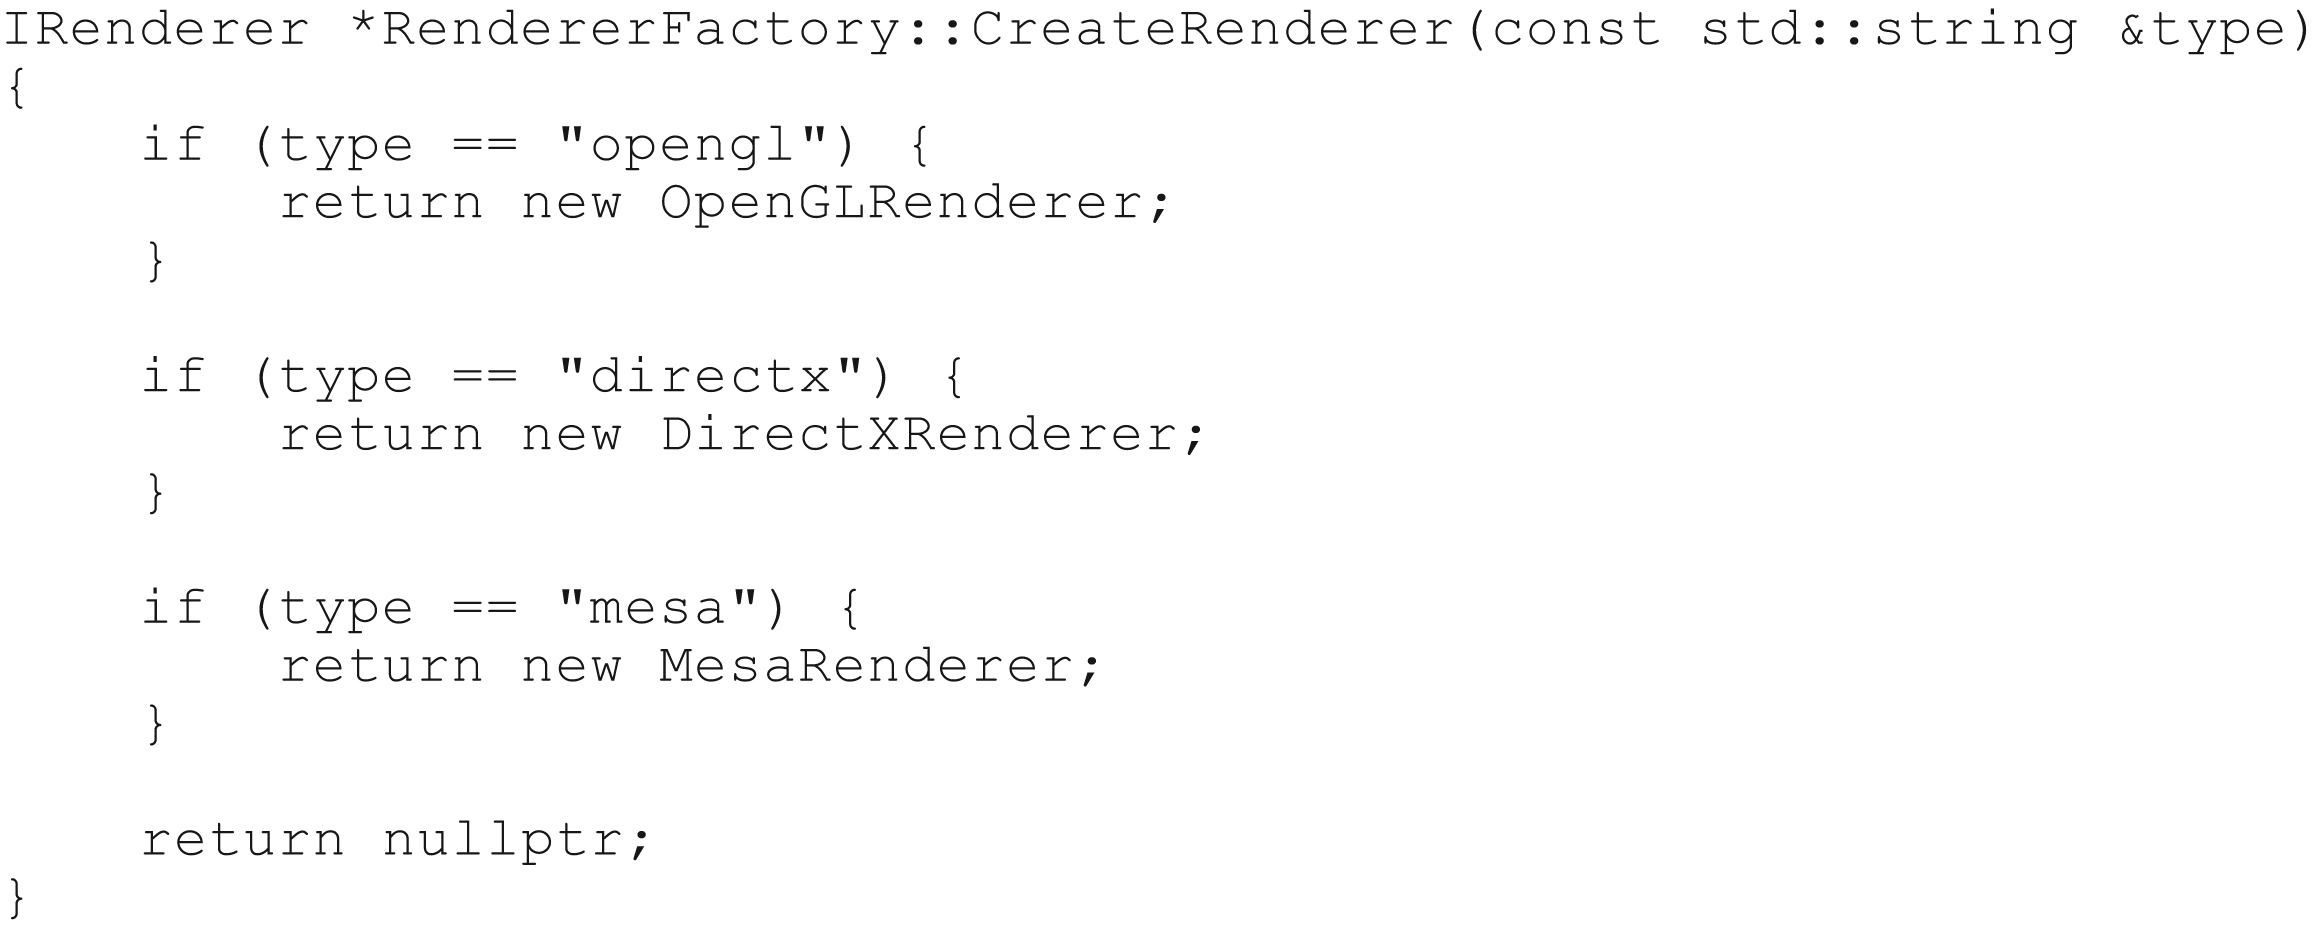 IRenderer *RendererFactory::CreateRenderer(const std::string &type)
{
    if (type == "opengl") {
        return new OpenGLRenderer;
    }

    if (type == "directx") {
        return new DirectXRenderer;
    }

    if (type == "mesa") {
        return new MesaRenderer;
    }

    return nullptr;
}